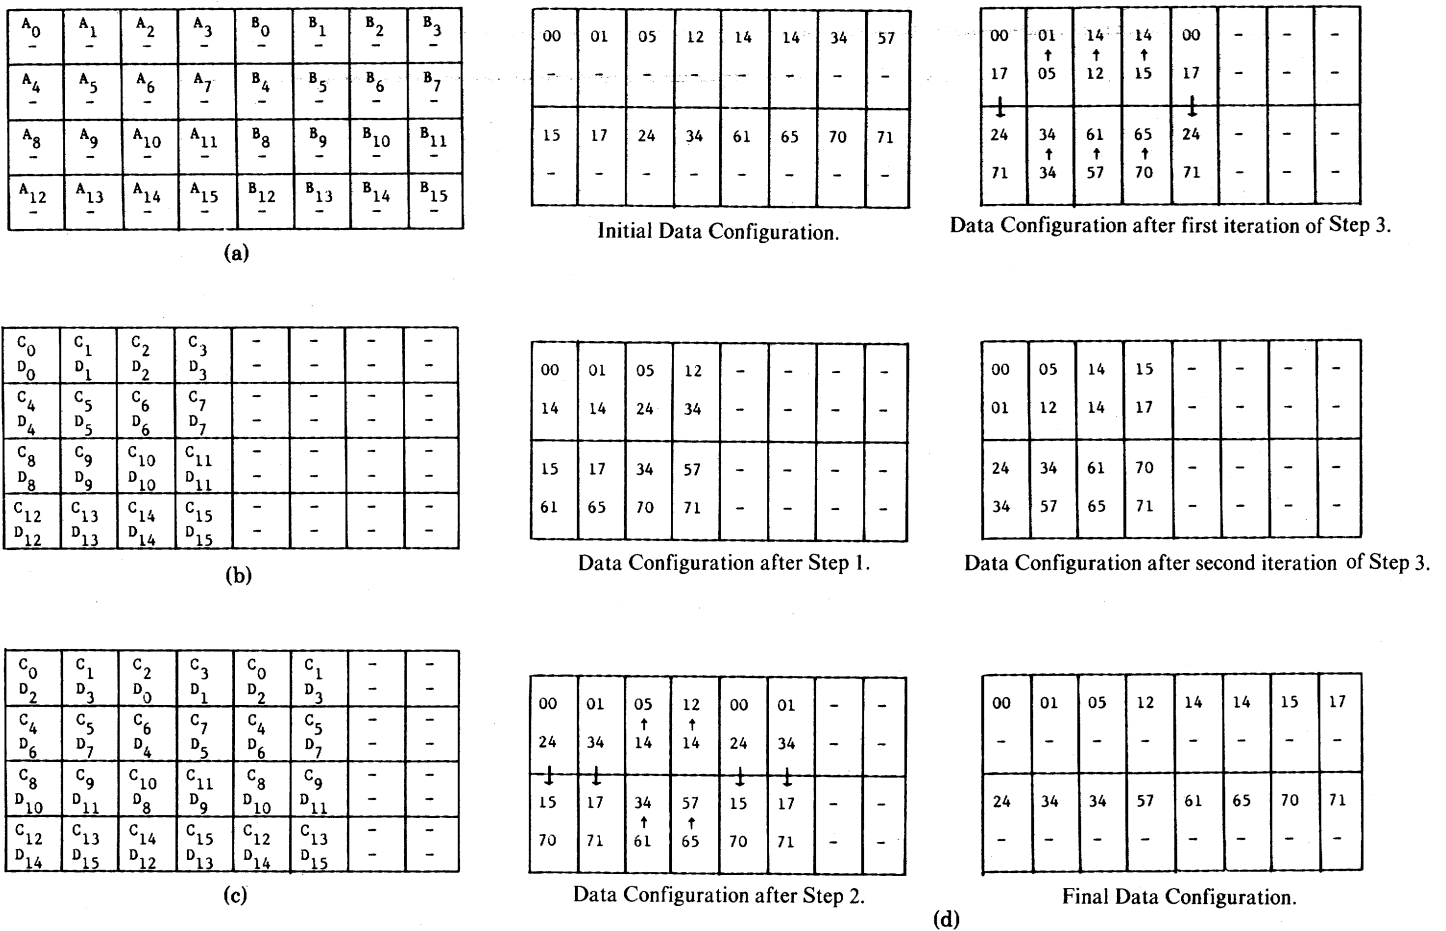 A0 A1 A2 A3 B0 B1 B2 B3
- - - - - - - -
A4 A5 A6 A7 B4 B5 B6 B7
- - - - - - - -
A8 A9 A10 A11 B8 B9 B10 B11
- - - - - - - -
A12 A13 A14 A15 B12 B13 B14 B15
- - - - - - - -
(a)
00 01 05 12 14 14 34 57
- - - - - - - -
15 17 24 34 61 65 70 71
- - - - - - - -
Initial Data Configuration.
00 01 14 14 00 - - -
↑ ↑ ↑
17 05 12 15 17 - - -
↓ ↓
24 34 61 65 24 - - -
↑ ↑ ↑
71 34 57 70 71 - - -
Data Configuration after first iteration of Step 3.
C0 C1 C2 C3 - - - -
D0 D1 D2 D3 - - - -
C4 C5 C6 C7 - - - -
D4 D5 D6 D7 - - - -
C8 C9 C10 C11 - - - -
D8 D9 D10 D11 - - - -
C12 C13 C14 C15 - - - -
D12 D13 D14 D15 - - - -
(b)
00 01 05 12 - - - -
14 14 24 34 - - - -
15 17 34 57 - - - -
61 65 70 71 - - - -
Data Configuration after Step 1.
00 05 14 15 - - - -
01 12 14 17 - - - -
24 34 61 70 - - - -
34 57 65 71 - - - -
Data Configuration after second iteration of Step 3.
C0 C1 C2 C3 C0 C1 - -
D2 D3 D0 D1 D2 D3 - -
C4 C5 C6 C7 C4 C5 - -
D6 D7 D4 D5 D6 D7 - -
C8 C9 C10 C11 C8 C9 - -
D10 D11 D8 D9 D10 D11 - -
C12 C13 C14 C15 C12 C13 - -
D14 D15 D12 D13 D14 D15 - -
(c)
00 01 05 12 00 01 - -
↑ ↑
24 34 14 14 24 34 - -
↓ ↓ ↓ ↓
15 17 34 57 15 17 - -
↑ ↑
70 71 61 65 70 71 - -
Data Configuration after Step 2.
00 01 05 12 14 14 15 17
- - - - - - - -
24 34 34 57 61 65 70 71
- - - - - - - -
Final Data Configuration.
(d)